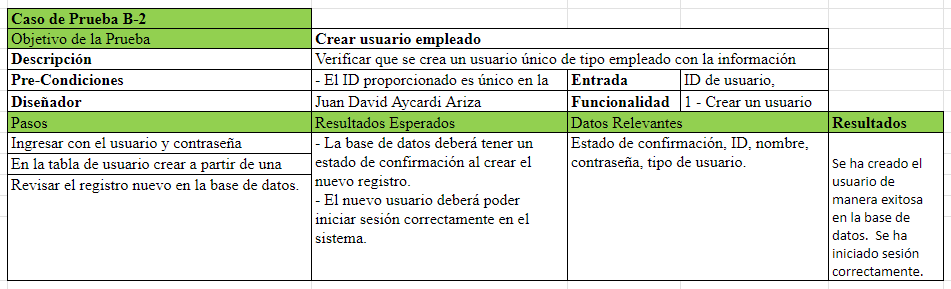 Caso de Prueba B-2
Objetivo de la Prueba
Crear usuario empleado
Descripción
Verificar que se crea un usuario único de tipo empleado con la información
Pre-Condiciones
- El ID proporcionado es único en la
Entrada
ID de usuario,
Diseñador
Juan David Aycardi Ariza
Funcionalidad
1 - Crear un usuario
Pasos
Resultados Esperados
Datos Relevantes
Resultados
Ingresar con el usuario y contraseña
En la tabla de usuario crear a partir de una
Revisar el registro nuevo en la base de datos.
- La base de datos deberá tener un
estado de confirmación al crear el
nuevo registro.
- El nuevo usuario deberá poder
iniciar sesión correctamente en el
sistema.
Estado de confirmación, ID, nombre,
contraseña, tipo de usuario.
Se ha creado el
usuario de
manera exitosa
en la base de
datos. Se ha
iniciado sesión
correctamente.